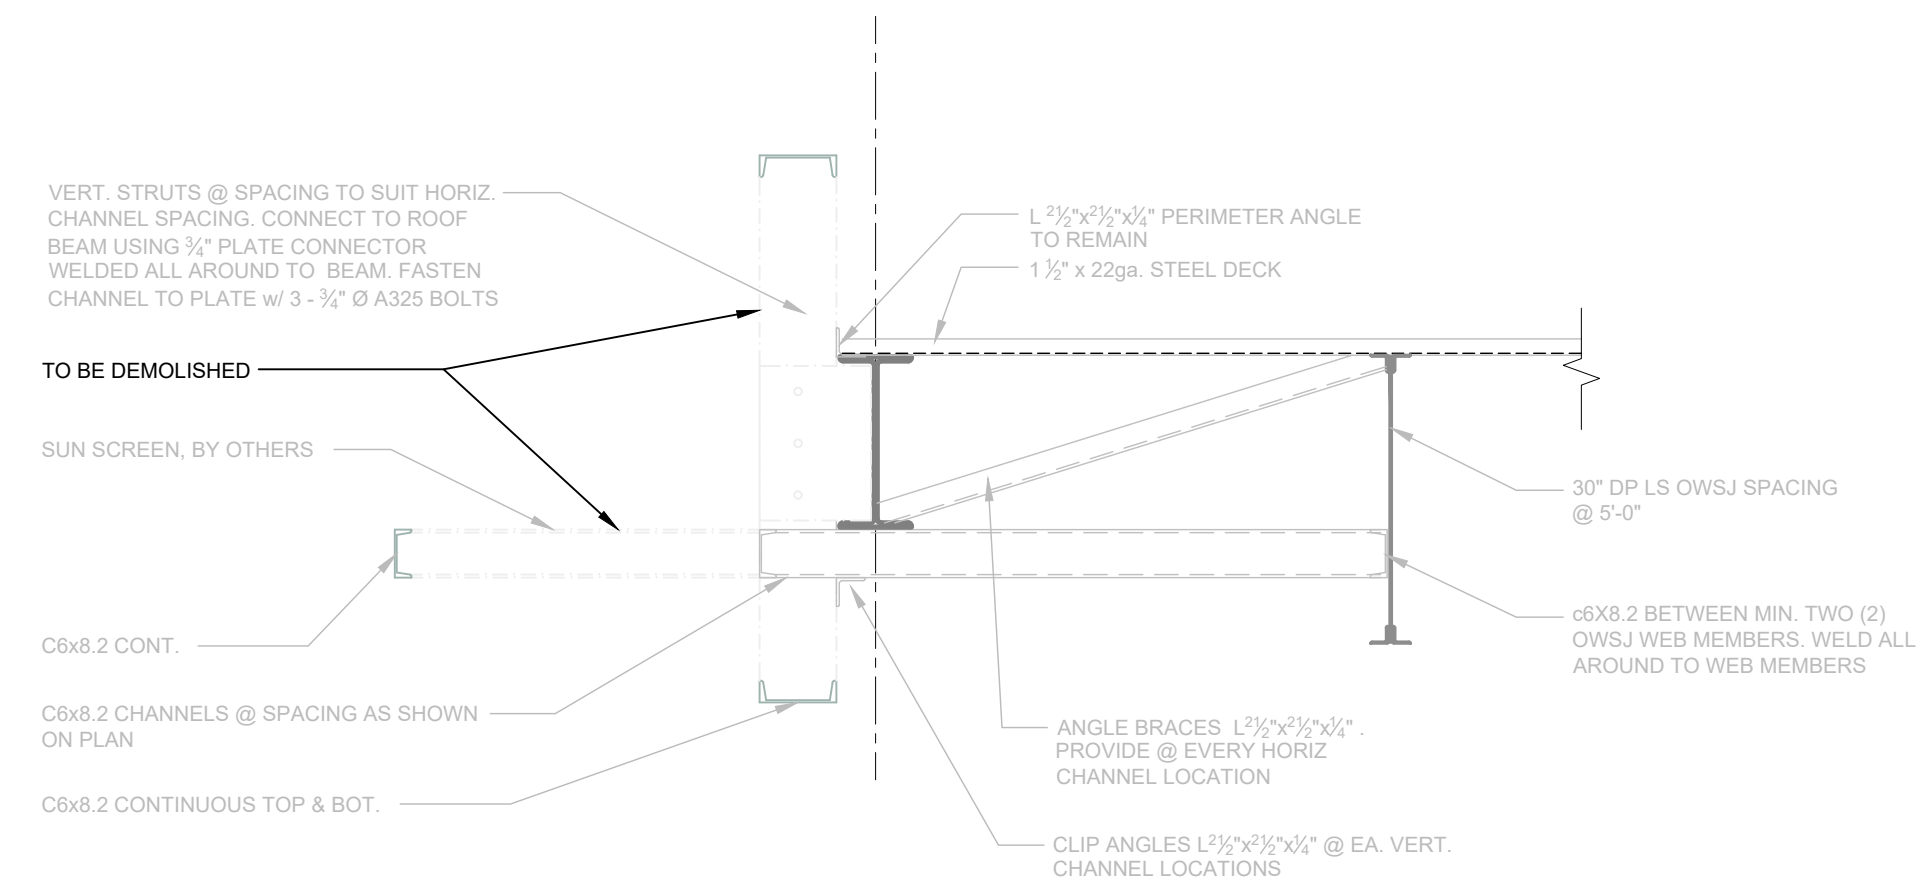 VERT. STRUTS @ SPACING TO SUIT HORIZ.
CHANNEL SPACING. CONNECT TO ROOF
BEAM USING ¾" PLATE CONNECTOR
WELDED ALL AROUND TO BEAM. FASTEN
CHANNEL TO PLATE w/ 3 - ¾" Ø A325 BOLTS
TO BE DEMOLISHED
SUN SCREEN, BY OTHERS
C6x8.2 CONT.
C6x8.2 CHANNELS @ SPACING AS SHOWN
ON PLAN
C6x8.2 CONTINUOUS TOP & BOT.
L 2½"x2½"x¼" PERIMETER ANGLE
TO REMAIN
1 ½" x 22ga. STEEL DECK
30" DP LS OWSJ SPACING
@ 5'-0"
c6X8.2 BETWEEN MIN. TWO (2)
OWSJ WEB MEMBERS. WELD ALL
AROUND TO WEB MEMBERS
ANGLE BRACES L2½"x2½"x¼" .
PROVIDE @ EVERY HORIZ
CHANNEL LOCATION
CLIP ANGLES L2½"x2½"x¼" @ EA. VERT.
CHANNEL LOCATIONS